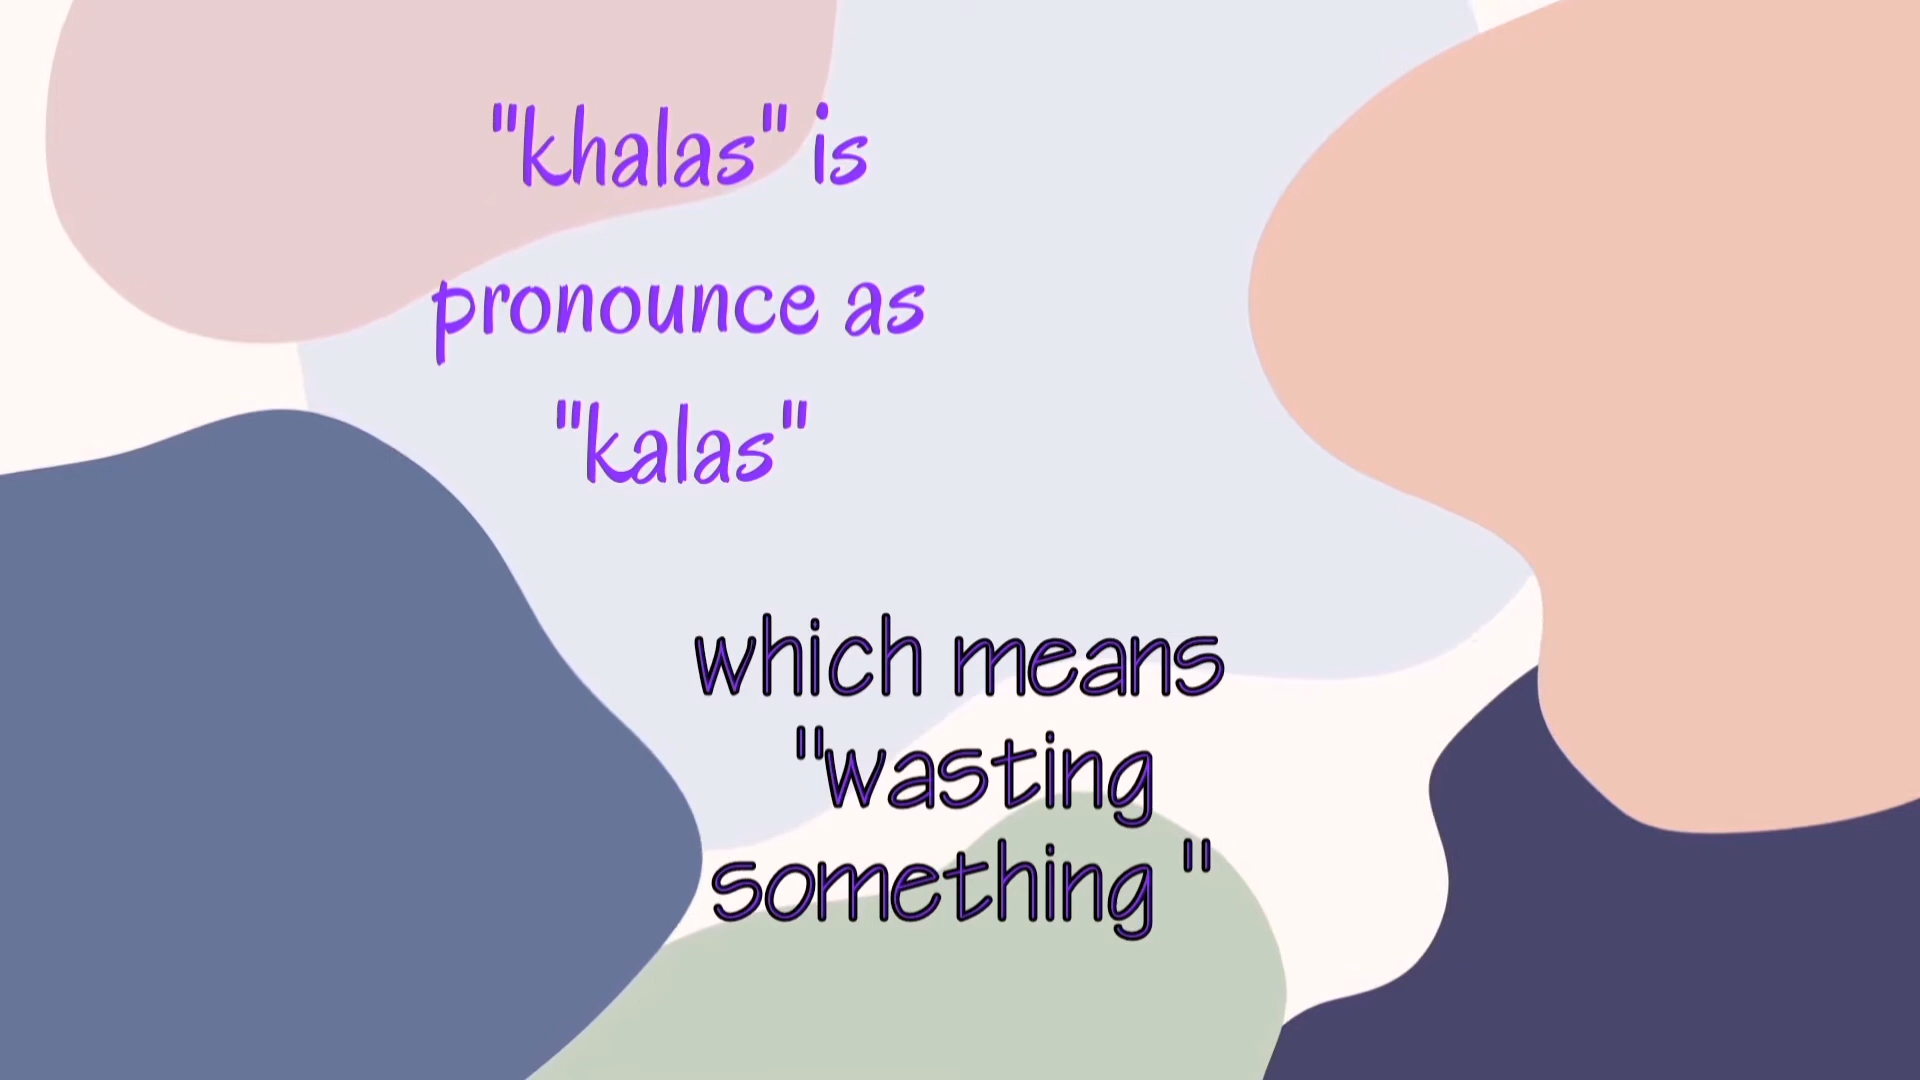 "khalas" is
pronounce as
"kalas"
which means
"wasting
something "